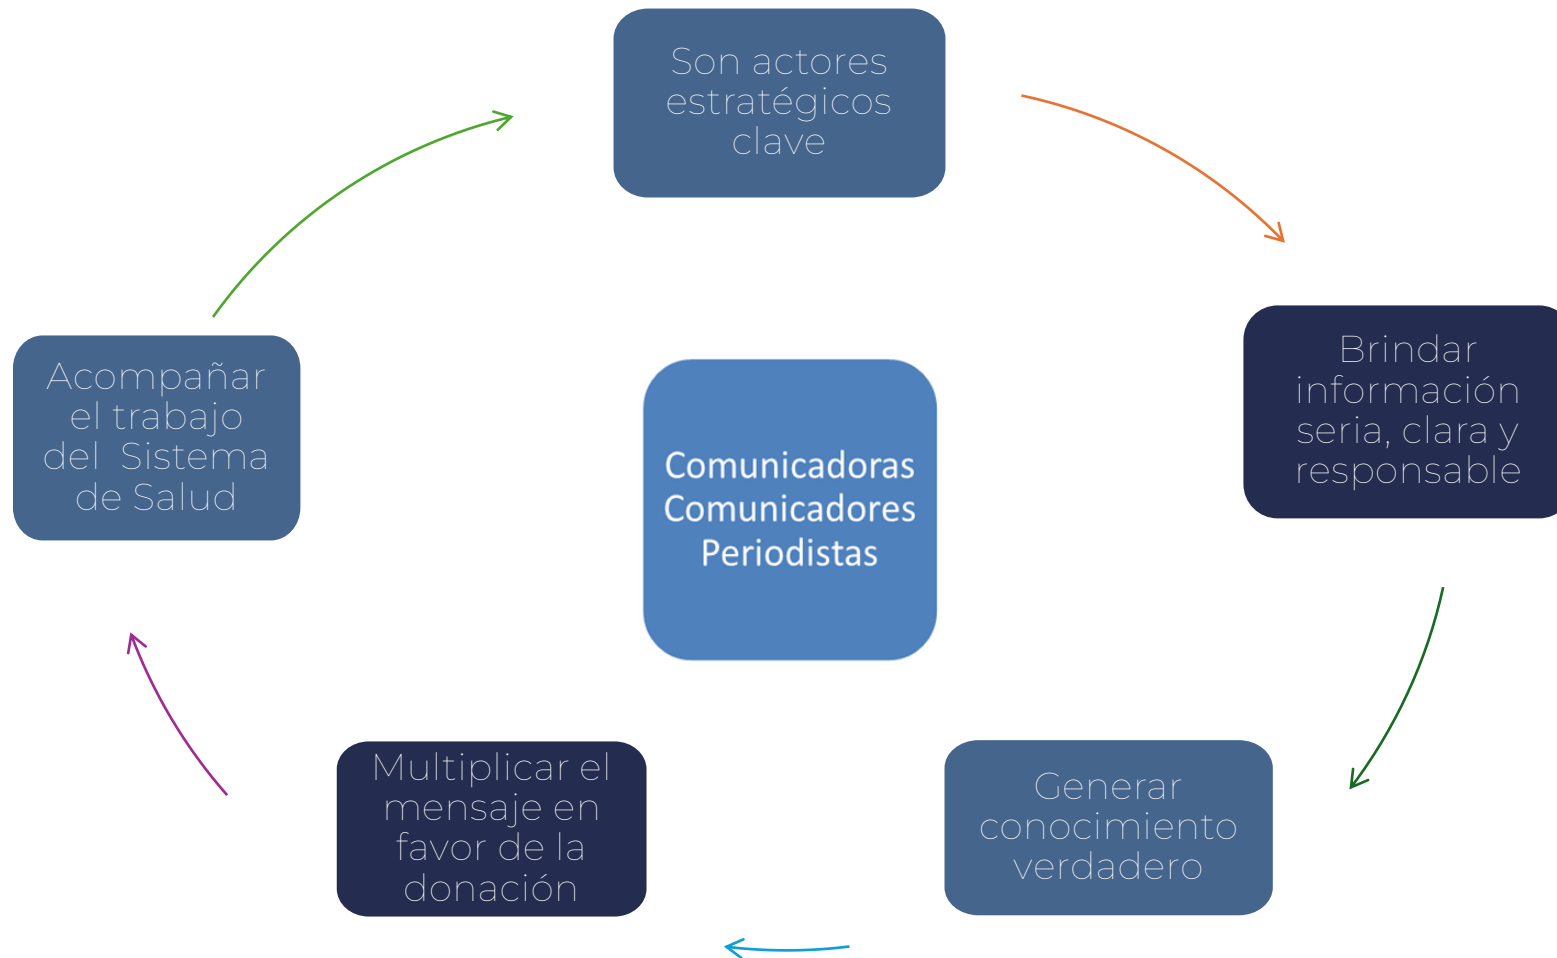 Son actores
estratégicos
clave
Brindar
información
seria, clara y
responsable
Generar
conocimiento
verdadero
Multiplicar el
mensaje en
favor de la
donación
Acompañar
el trabajo
del  Sistema
de Salud
Comunicadoras
Comunicadores
Periodistas